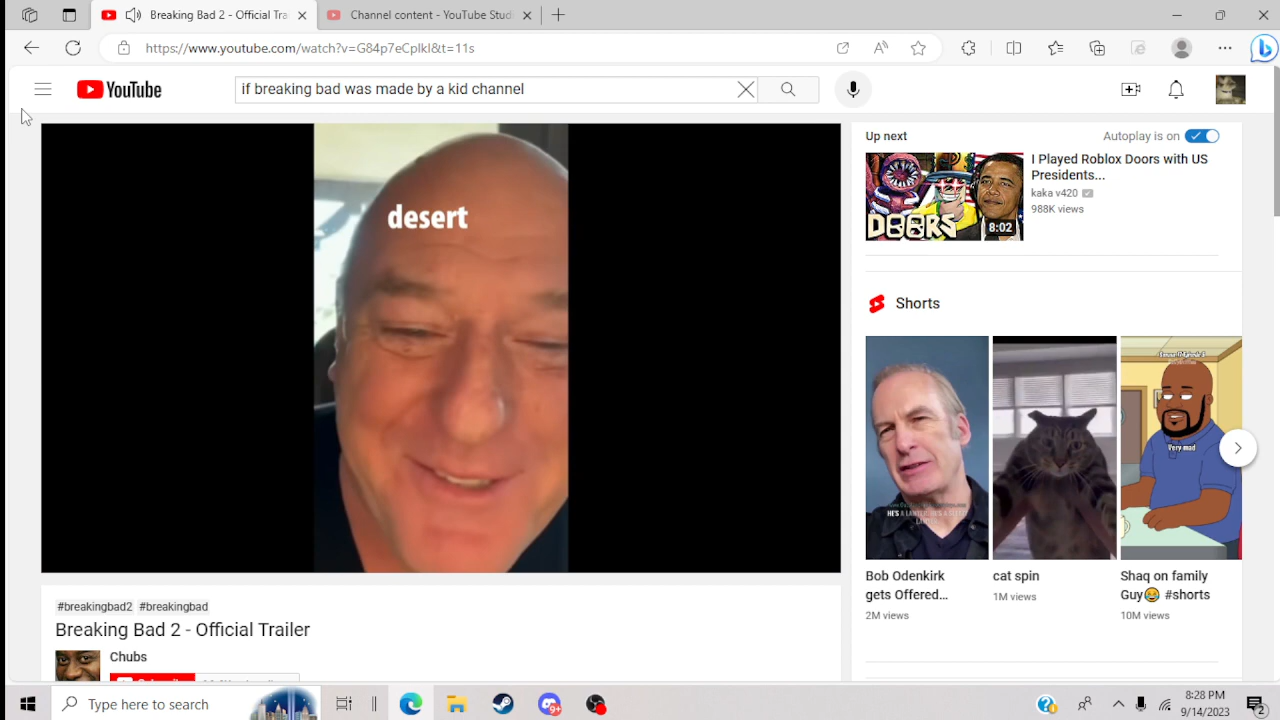 Breaking Bad 2 - Official Tra
Channel content - YouTube Studi
https://www.youtube.com/watch?v=G84p7eCplkI&t=11s
YouTube
if breaking bad was made by a kid channel
desert
Up next
Autoplay is on
DOORS
8:02
I Played Roblox Doors with US
Presidents...
kaka v420
988K views
Shorts
HE'S A
Very mad
Bob Odenkirk
gets Offered...
2M views
cat spin
1M views
Shaq on family
Guy😂 #shorts
10M views
#breakingbad2 #breakingbad
Breaking Bad 2 - Official Trailer
Chubs
Type here to search
8:28 PM
9/14/2023
2